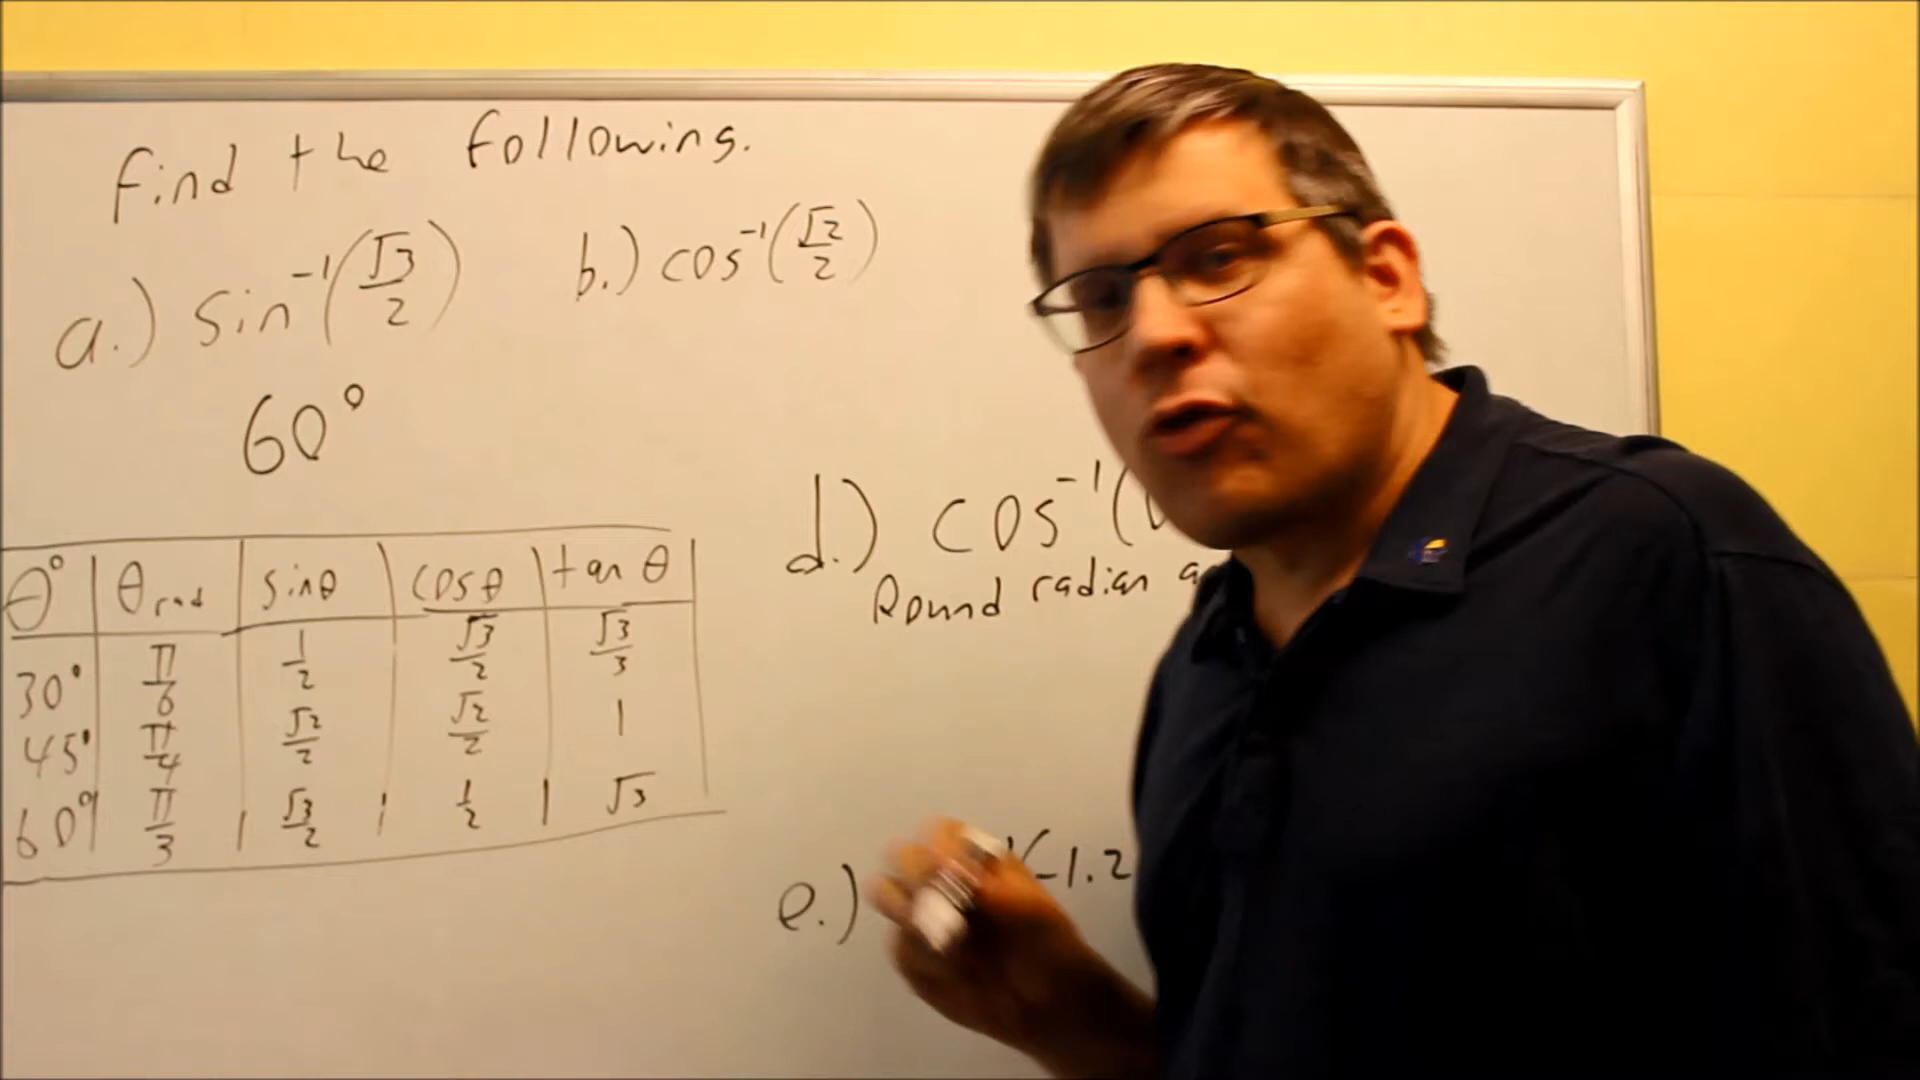 Find the following.
a.) sin⁻¹(√3/2)
b.) cos⁻¹(√2/2)
60°
θ° θrad sinθ cosθ tanθ
30° π/6 1/2 √3/2 √3/3
45° π/4 √2/2 √2/2 1
60° π/3 √3/2 1/2 √3
d.) cos⁻¹(
Round radian
e.) (-1.2